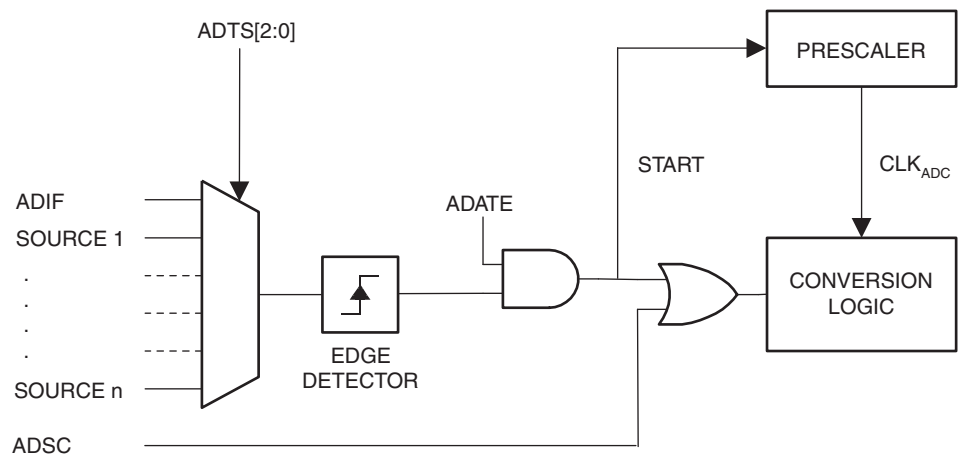 ADTS[2:0]
PRESCALER
START
CLKADC
ADIF
ADATE
SOURCE 1
.
.
.
.
CONVERSION
LOGIC
EDGE
DETECTOR
SOURCE n
ADSC